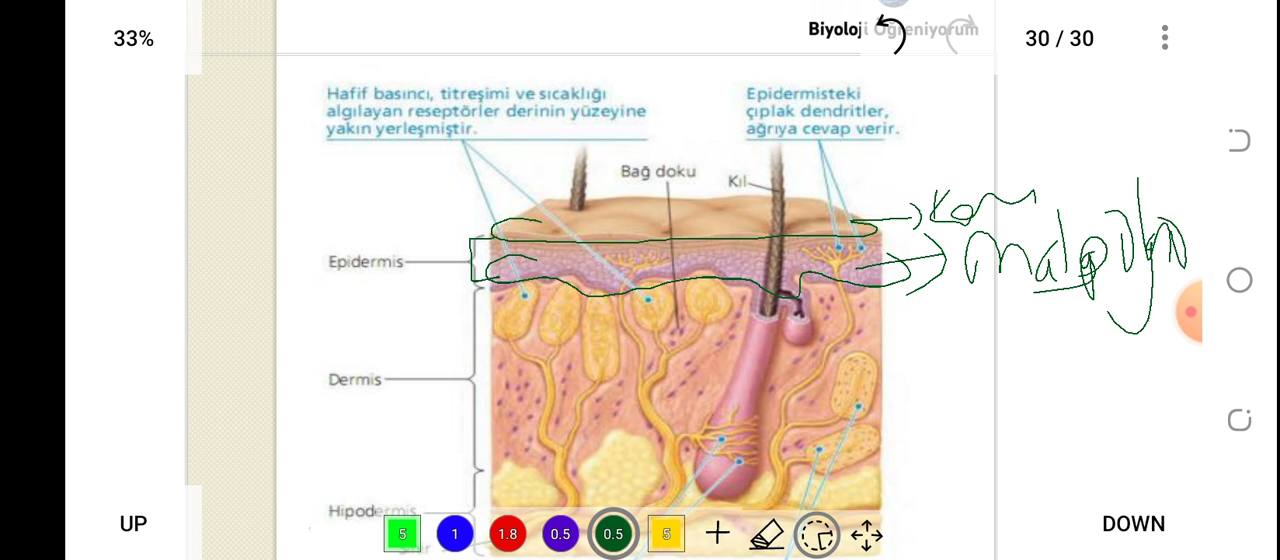 33%
Biyoloji Öğreniyorum
30 / 30
Hafif basıncı, titreşimi ve sıcaklığı
algılayan reseptörler derinin yüzeyine
yakın yerleşmiştir.
Epidermisteki
çıplak dendritler,
ağrıya cevap verir.
Bağ doku
Kıl
Epidermis
Dermis
Hipodermis
UP
5
1
1.8
0.5
0.5
5
DOWN